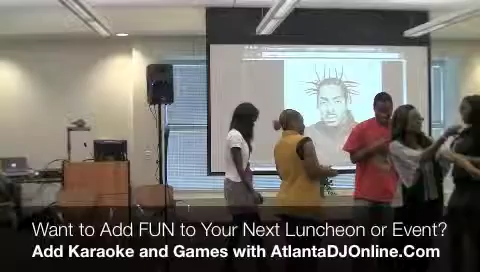 Want to Add FUN to Your Next Luncheon or Event?
Add Karaoke and Games with AtlantaDJOnline.Com